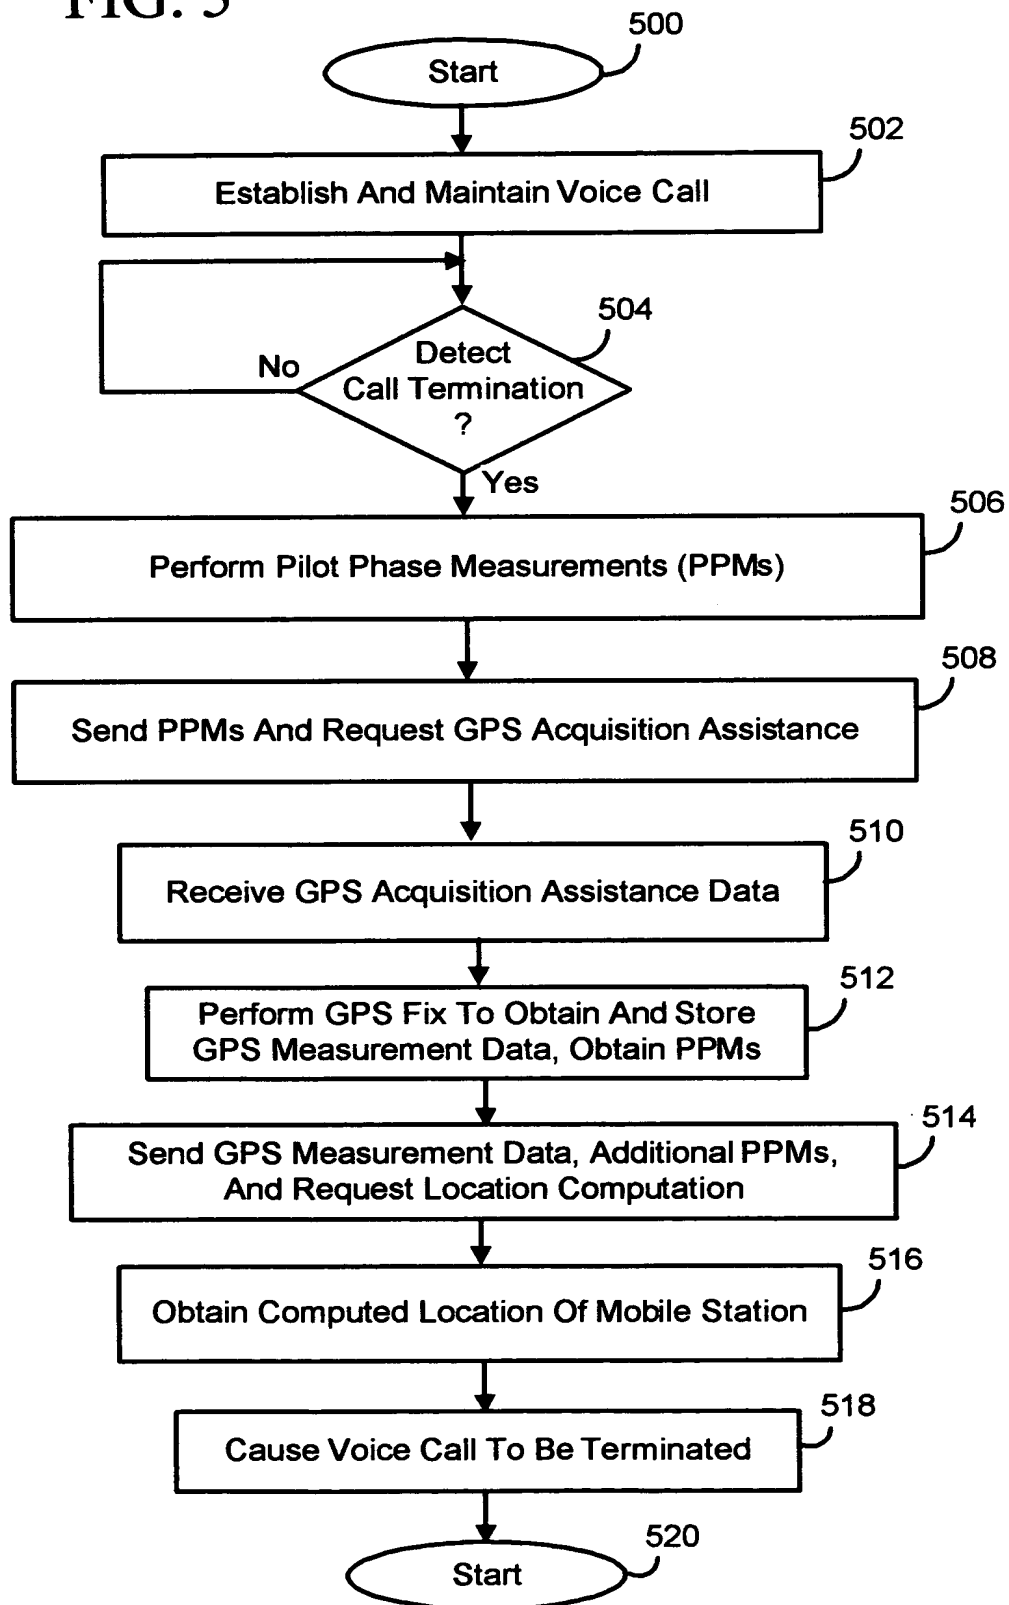 FIG. 5
500
Start
502
Establish And Maintain Voice Call
504
Detect
Call Termination
?
No
Yes
506
Perform Pilot Phase Measurements (PPMs)
508
Send PPMs And Request GPS Acquisition Assistance
510
Receive GPS Acquisition Assistance Data
512
Perform GPS Fix To Obtain And Store
GPS Measurement Data, Obtain PPMs
514
Send GPS Measurement Data, Additional PPMs,
And Request Location Computation
516
Obtain Computed Location Of Mobile Station
518
Cause Voice Call To Be Terminated
520
Start